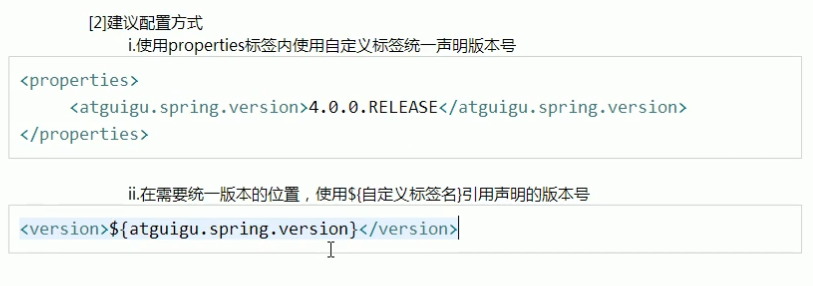 [2]建议配置方式
i.使用properties标签内使用自定义标签统一声明版本号
<properties>
<atguigu.spring.version>4.0.0.RELEASE</atguigu.spring.version>
</properties>
ii.在需要统一版本的位置，使用${自定义标签名}引用声明的版本号
<version>${atguigu.spring.version}</version>